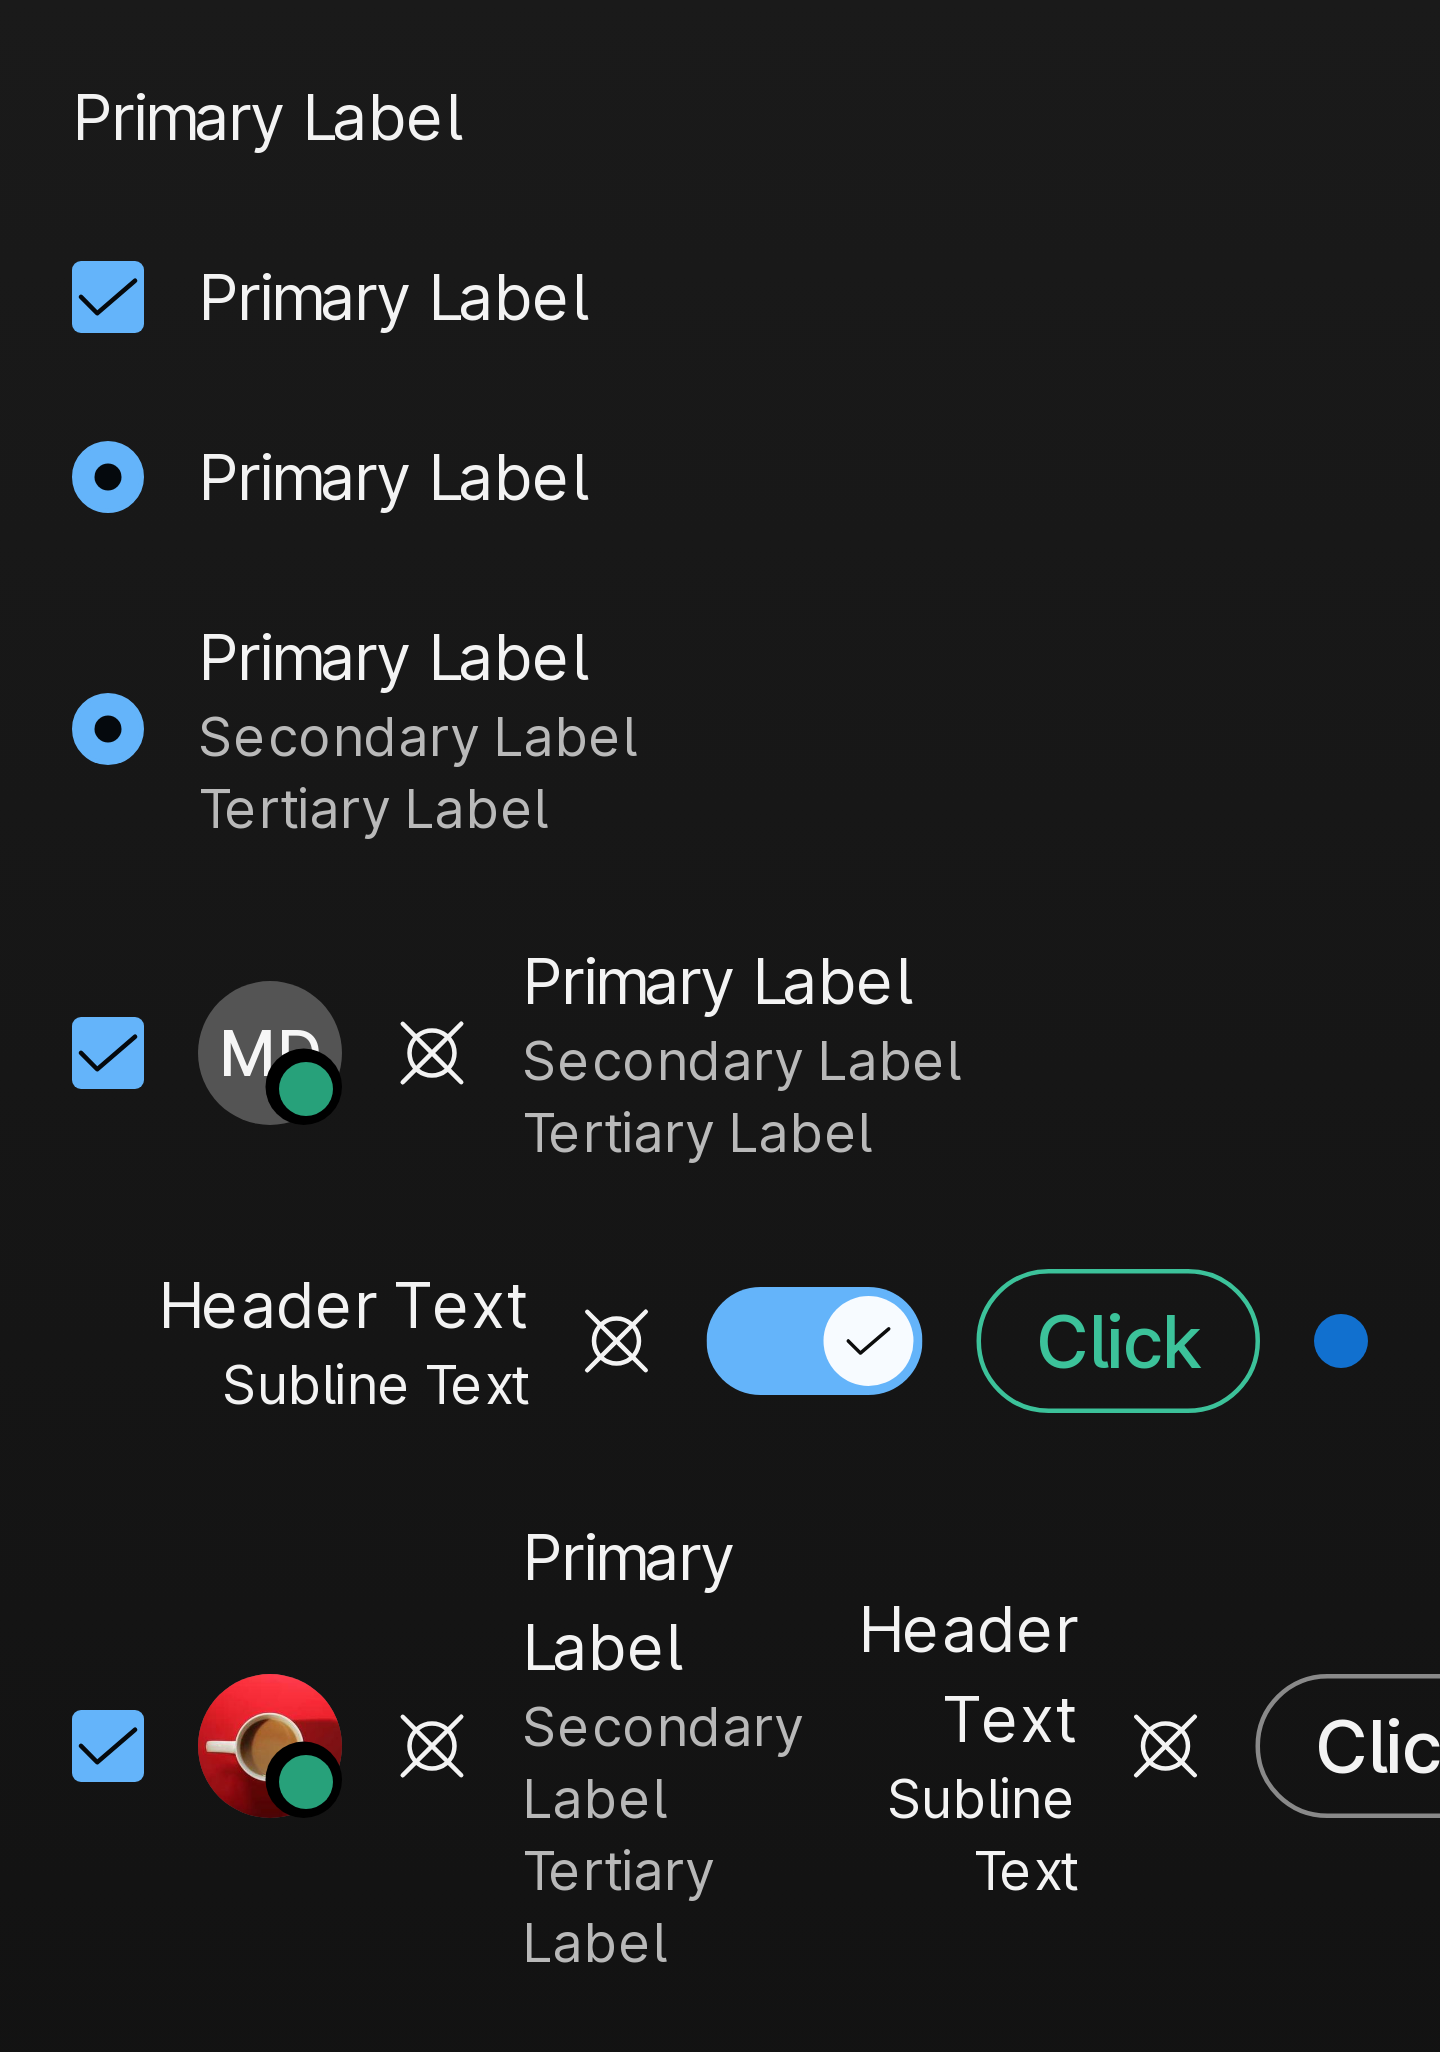 Primary Label
Primary Label
Primary Label
Primary Label
Secondary Label
Tertiary Label
MD
Primary Label
Secondary Label
Tertiary Label
Header Text
Subline Text
Click
Primary
Label
Secondary
Label
Tertiary
Label
Header
Text
Subline
Text
Clic